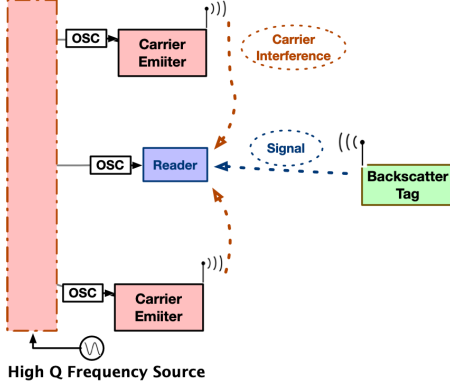 OSC
Carrier
Emiiter
Carrier
Interference
OSC
Reader
Signal
Backscatter
Tag
OSC
Carrier
Emiiter
High Q Frequency Source